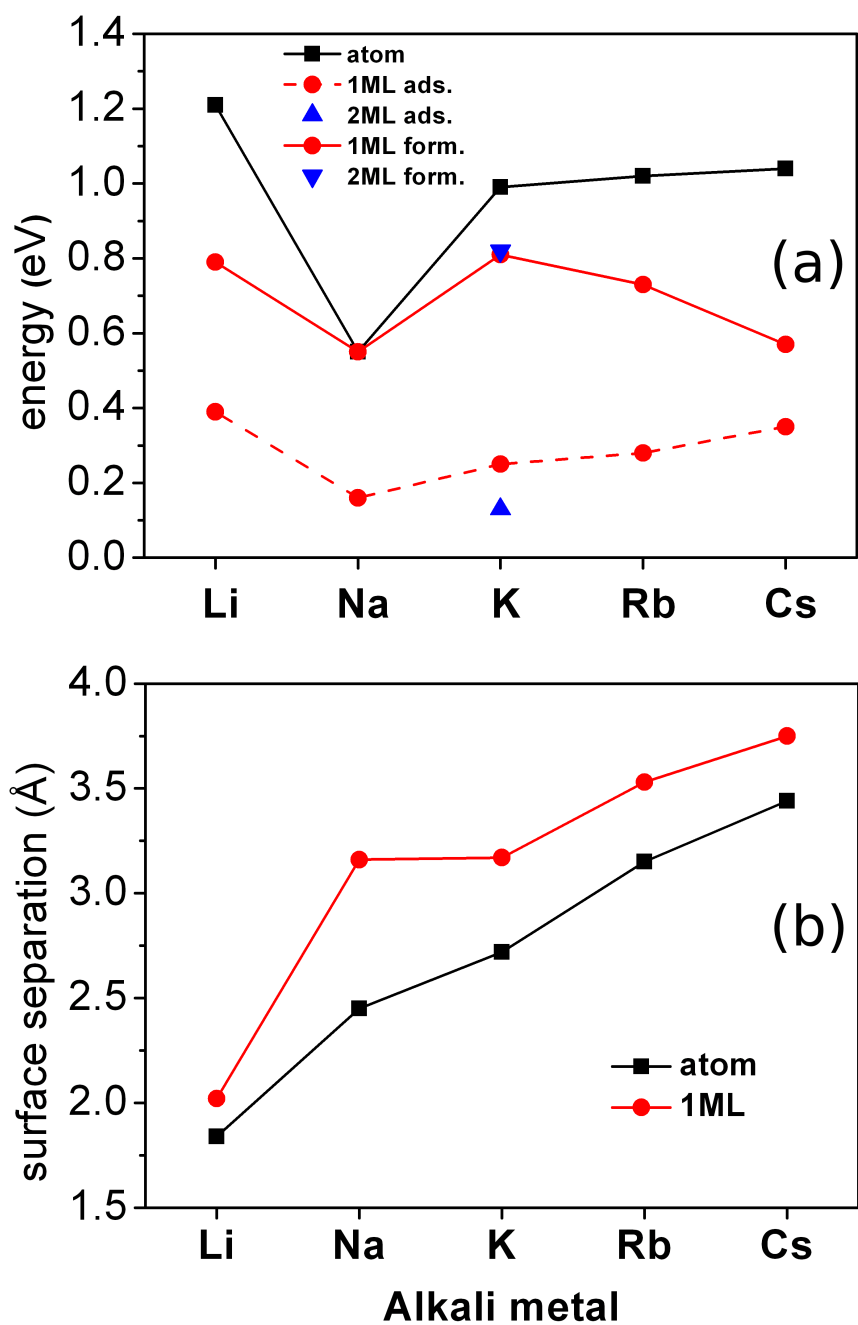 1.4
1.2
1.0
0.8
0.6
0.4
0.2
0.0
energy (eV)
atom
1ML ads.
2ML ads.
1ML form.
2ML form.
(a)
Li Na K Rb Cs
4.0
3.5
3.0
2.5
2.0
1.5
surface separation (Å)
(b)
atom
1ML
Li Na K Rb Cs
Alkali metal